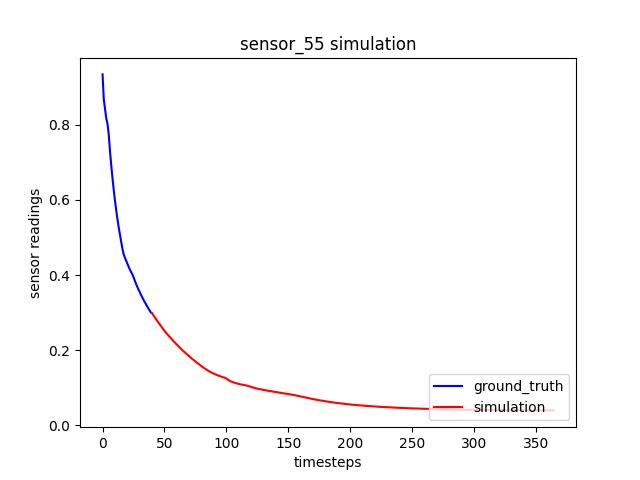 sensor_55 simulation
sensor readings
0.8
0.6
0.4
0.2
0.0
ground_truth
simulation
0 50 100 150 200 250 300 350
timesteps